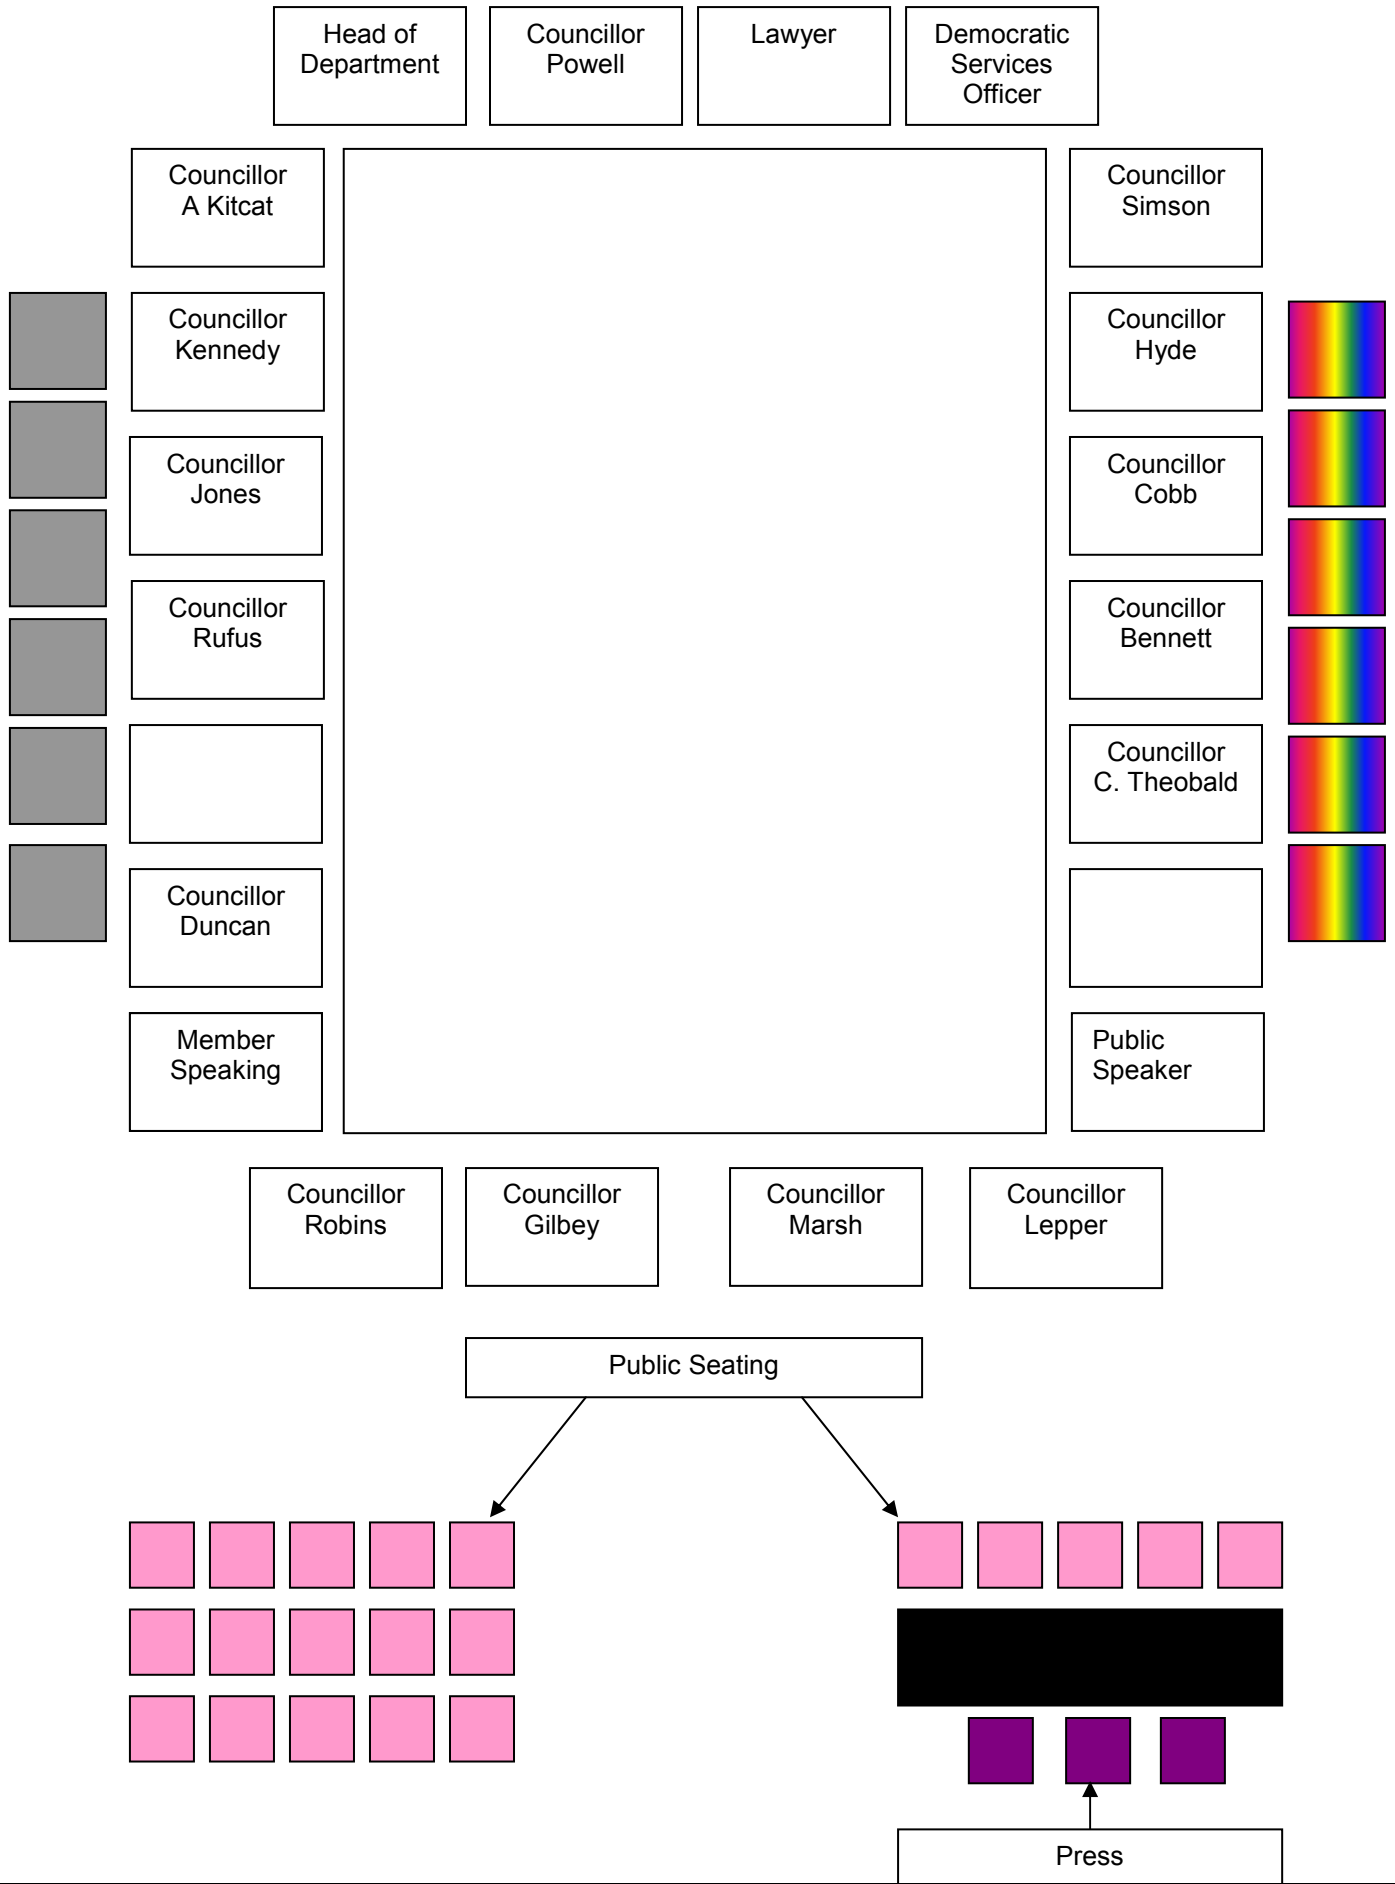 Head of
Department
Councillor
Powell
Lawyer
Democratic
Services
Officer
Councillor
A Kitcat
Councillor
Simson
Councillor
Kennedy
Councillor
Hyde
Councillor
Jones
Councillor
Cobb
Councillor
Rufus
Councillor
Bennett
Councillor
C. Theobald
Councillor
Duncan
Member
Speaking
Public
Speaker
Councillor
Robins
Councillor
Gilbey
Councillor
Marsh
Councillor
Lepper
Public Seating
Press